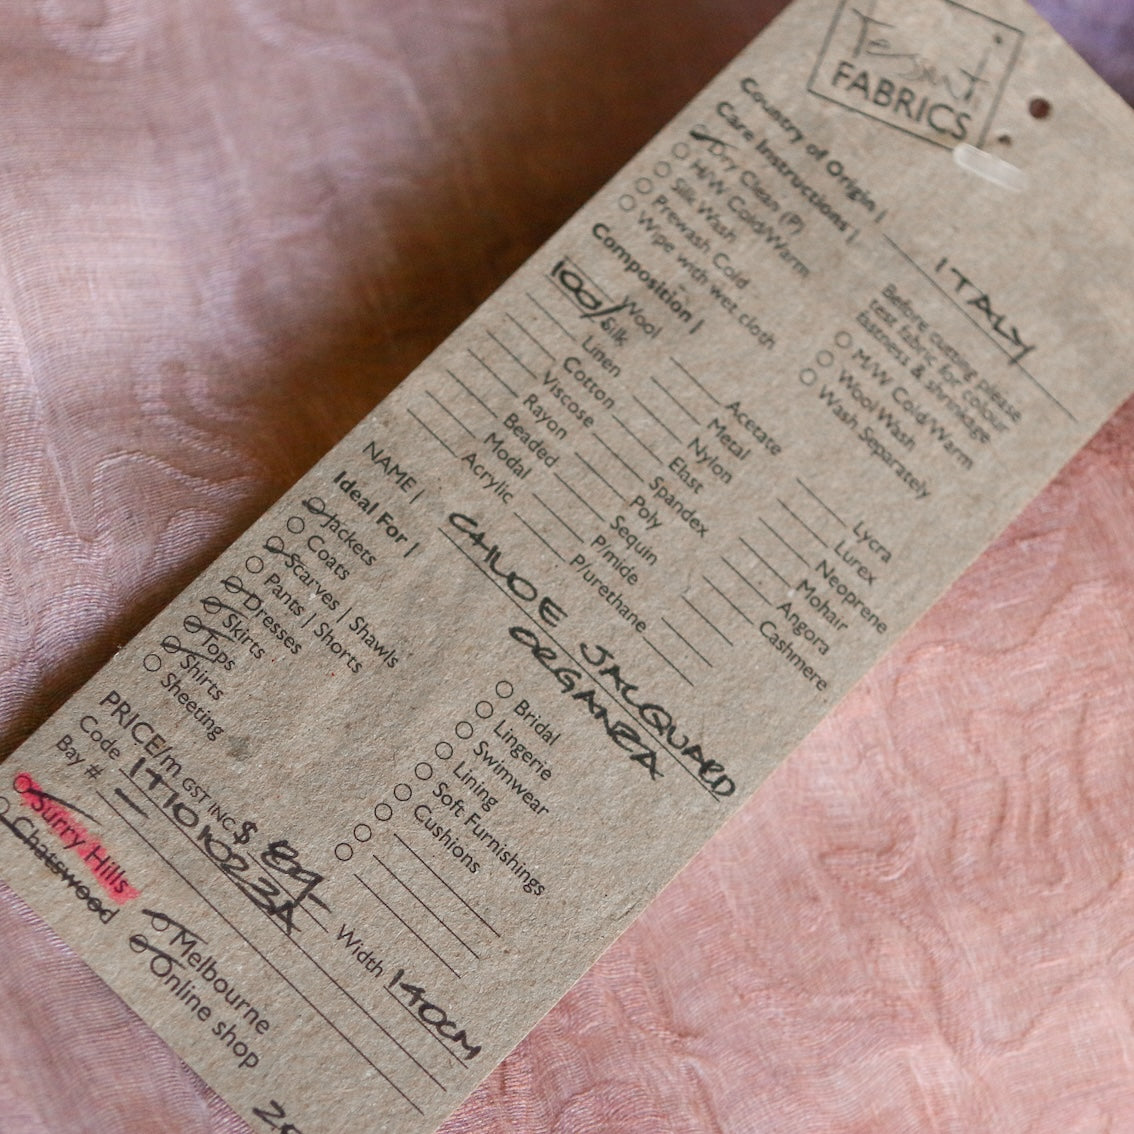 Tessuti
FABRICS
Country of Origin | ITALY
Care Instructions |
Dry Clean (P)
M/W Cold/Warm
Silk Wash
Prewash Cold
Wipe with wet cloth
Before cutting please
test fabric for colour
fastness & shrinkage
M/W Cold/Warm
Wool Wash
Wash Separately
Composition |
Wool
100/ Silk
Linen
Cotton
Viscose
Rayon
Beaded
Modal
Acrylic
Acetate
Metal
Nylon
Elast
Spandex
Poly
Sequin
P/mide
P/urethane
Lycra
Lurex
Neoprene
Mohair
Angora
Cashmere
NAME | CHLOE JACQUARD
ORGANZA
Ideal For |
Jackets
Coats
Scarves | Shawls
Pants | Shorts
Dresses
Skirts
Tops
Shirts
Sheeting
Bridal
Lingerie
Swimwear
Lining
Soft Furnishings
Cushions
PRICE/m GST INC $ 89
Code IT101023A Width 140CM
Bay #
Surry Hills
Chatswood
Melbourne
Online shop